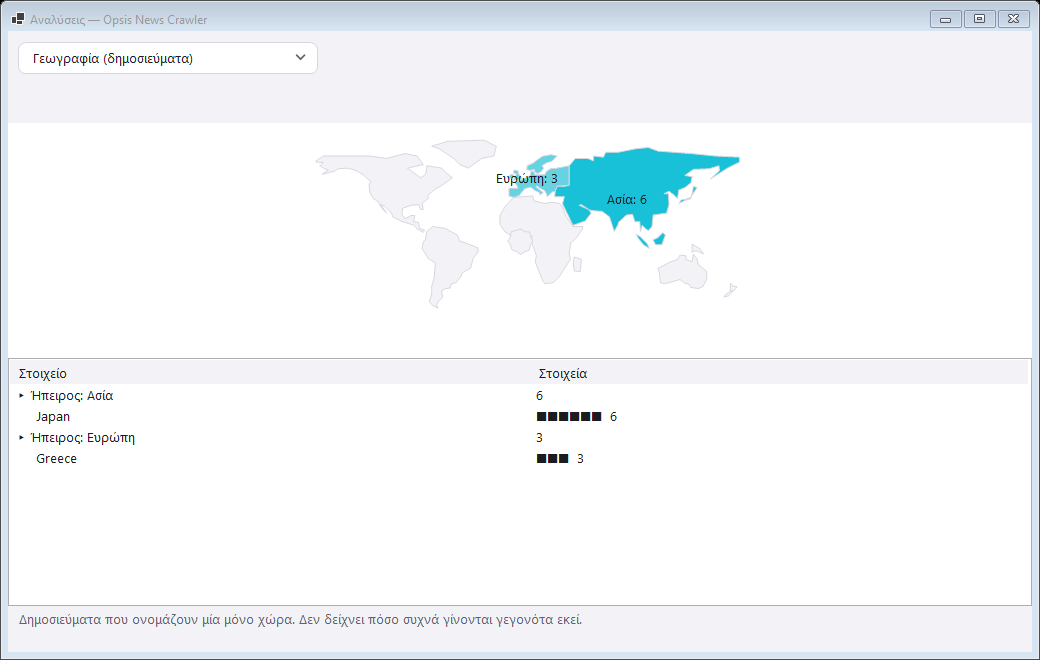 Αναλύσεις — Opsis News Crawler
Γεωγραφία (δημοσιεύματα)
Ευρώπη: 3
Ασία: 6
Στοιχείο Στοιχεία
▸ Ήπειρος: Ασία 6
Japan ■■■■■■ 6
▸ Ήπειρος: Ευρώπη 3
Greece ■■■ 3
Δημοσιεύματα που ονομάζουν μία μόνο χώρα. Δεν δείχνει πόσο συχνά γίνονται γεγονότα εκεί.